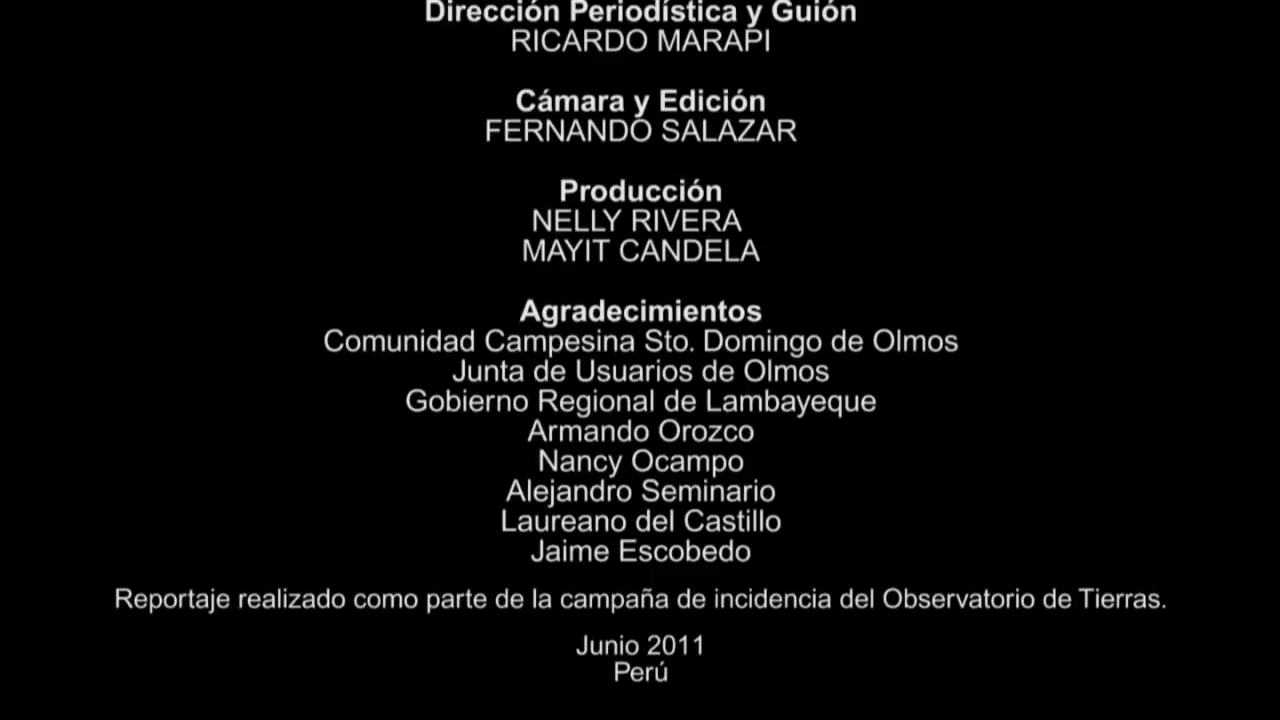 Dirección Periodística y Guión
RICARDO MARAPI
Cámara y Edición
FERNANDO SALAZAR
Producción
NELLY RIVERA
MAYIT CANDELA
Agradecimientos
Comunidad Campesina Sto. Domingo de Olmos
Junta de Usuarios de Olmos
Gobierno Regional de Lambayeque
Armando Orozco
Nancy Ocampo
Alejandro Seminario
Laureano del Castillo
Jaime Escobedo
Reportaje realizado como parte de la campaña de incidencia del Observatorio de Tierras.
Junio 2011
Perú